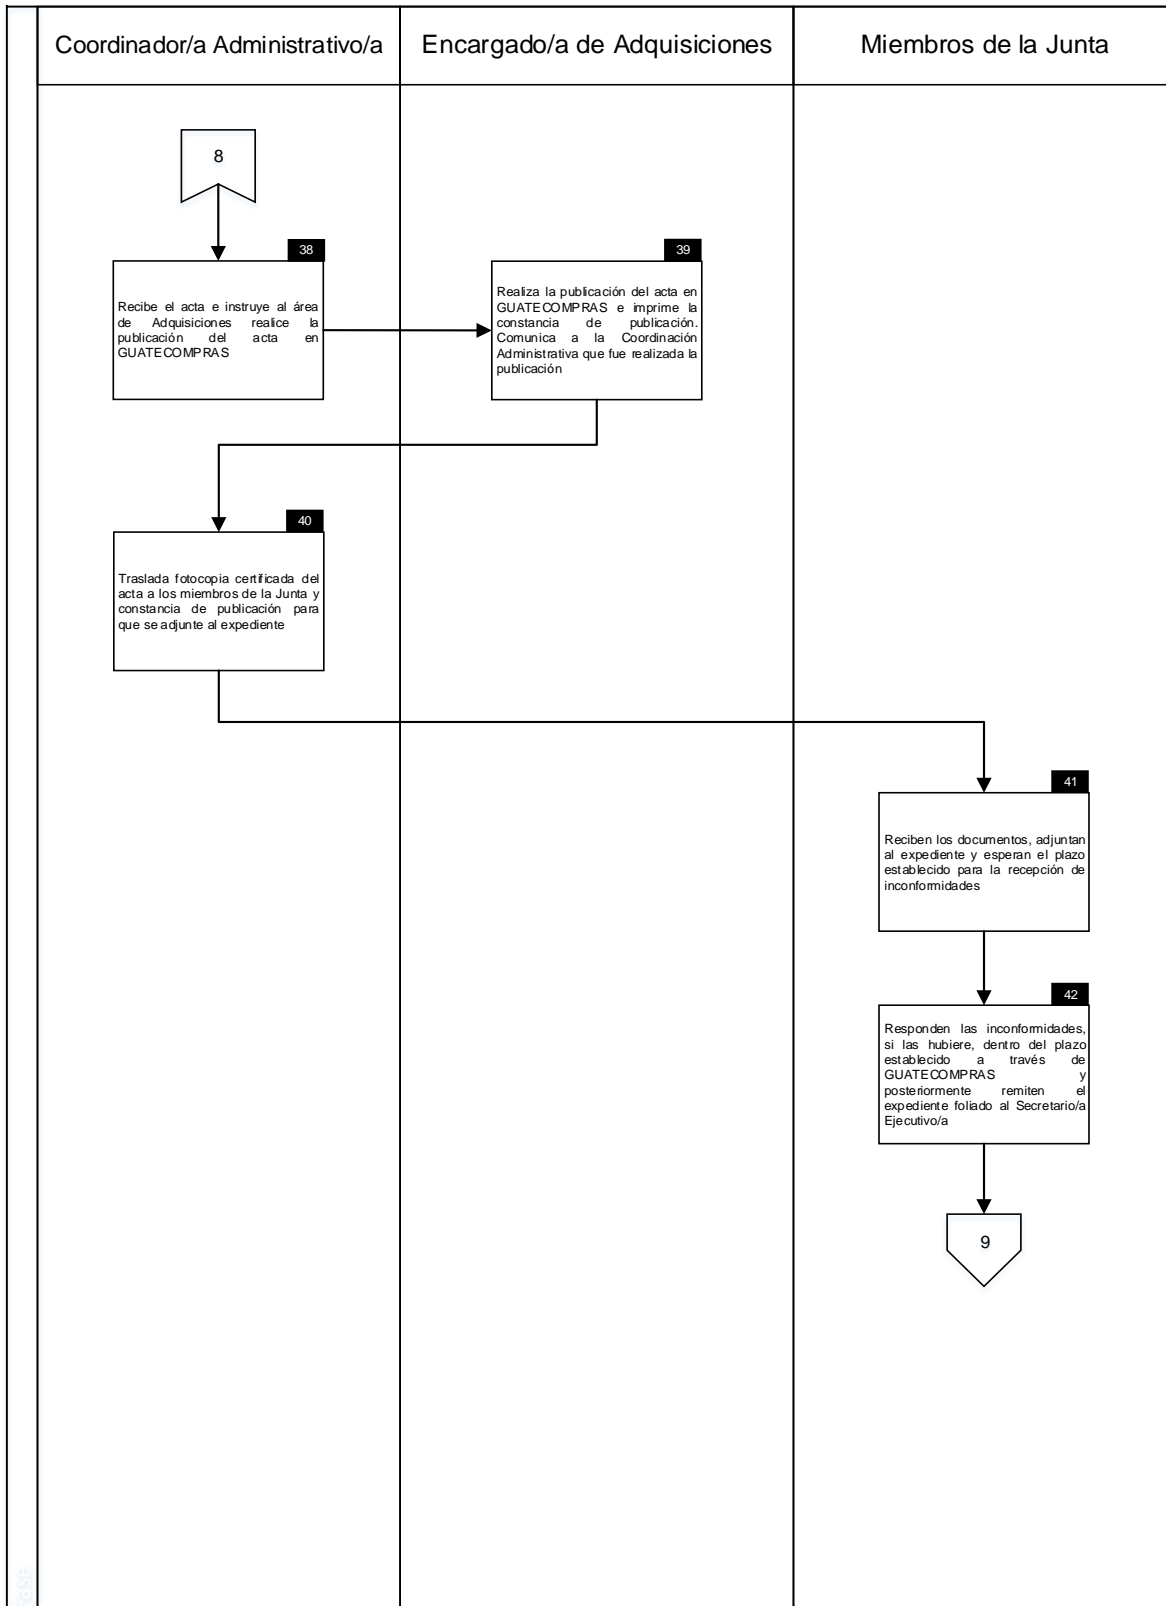 Coordinador/a Administrativo/a
Encargado/a de Adquisiciones
Miembros de la Junta
8
38
Recibe el acta e instruye al área
de Adquisiciones realice la
publicación del acta en
GUATECOMPRAS
39
Realiza la publicación del acta en
GUATECOMPRAS e imprime la
constancia de publicación.
Comunica a la Coordinación
Administrativa que fue realizada la
publicación
40
Traslada fotocopia certificada del
acta a los miembros de la Junta y
constancia de publicación para
que se adjunte al expediente
41
Reciben los documentos, adjuntan
al expediente y esperan el plazo
establecido para la recepción de
inconformidades
42
Responden las inconformidades,
si las hubiere, dentro del plazo
establecido a través de
GUATECOMPRAS y
posteriormente remiten el
expediente foliado al Secretario/a
Ejecutivo/a
9